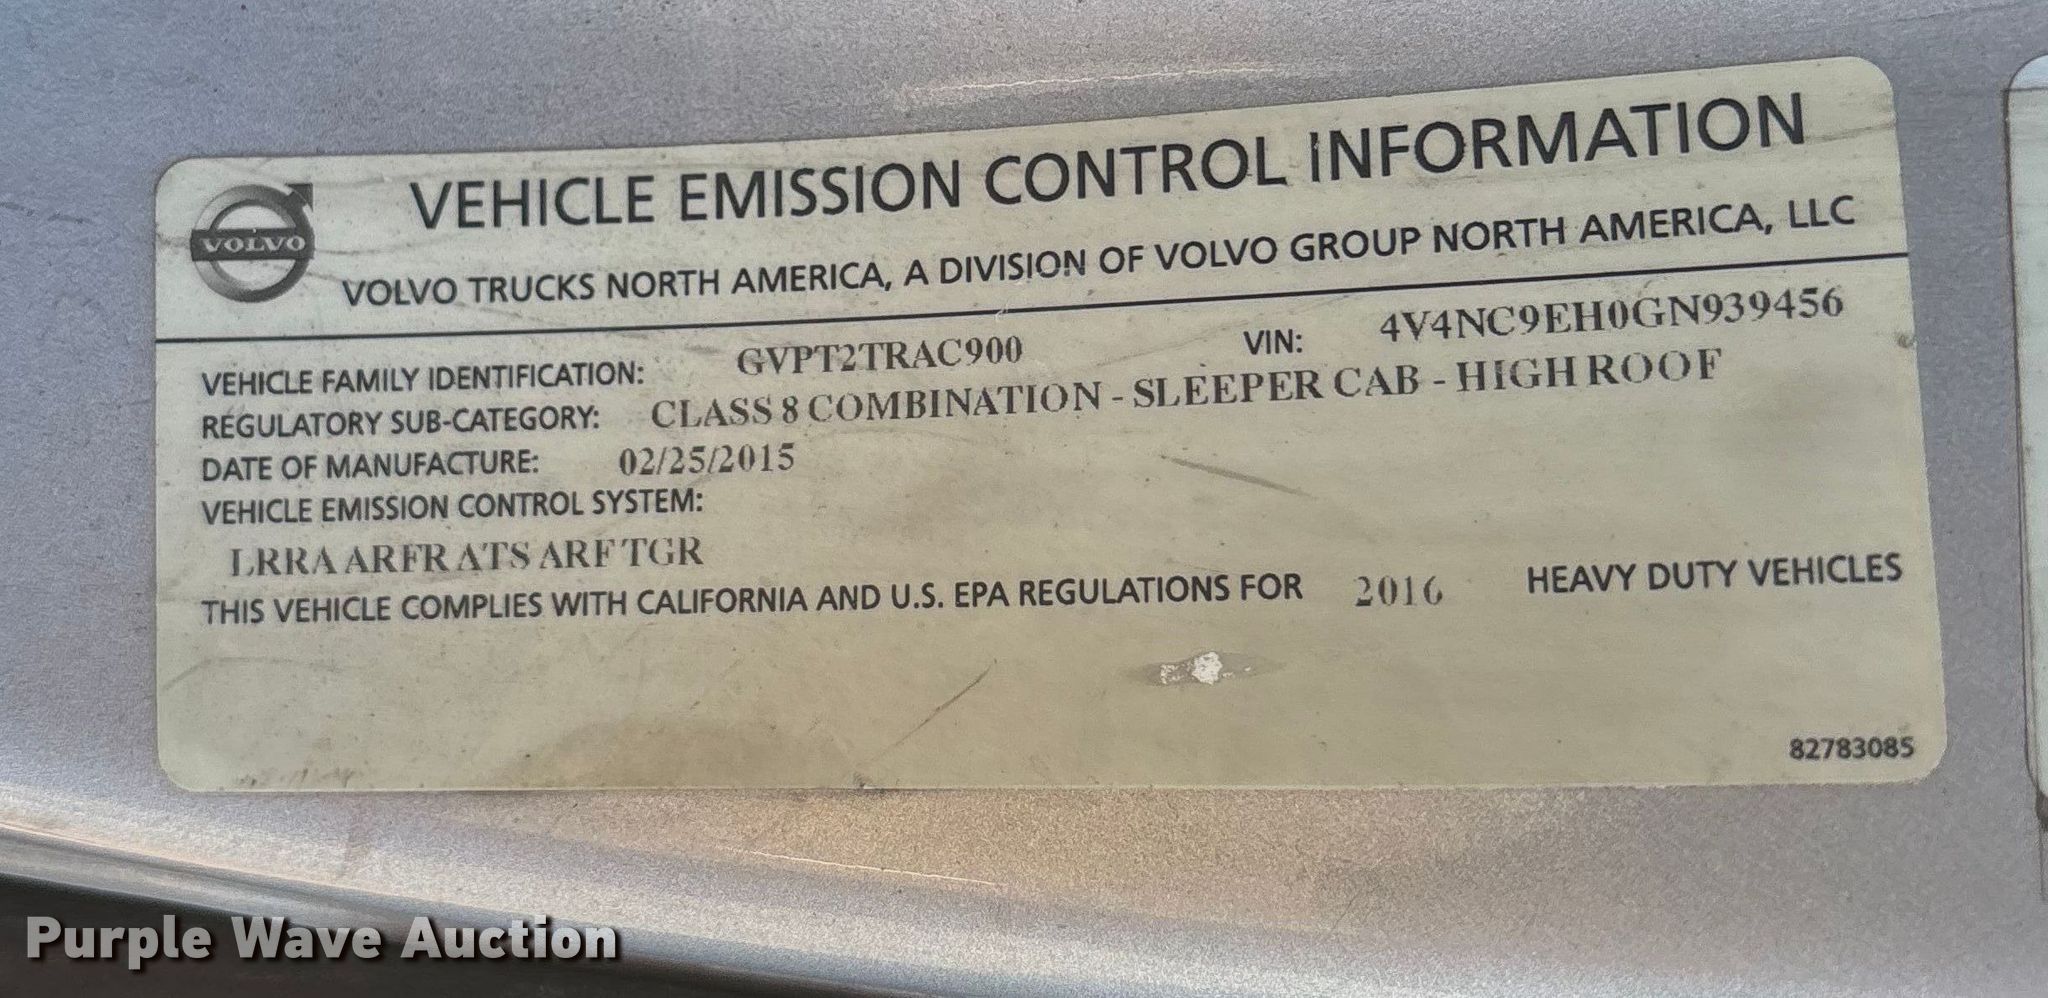 VOLVO
VEHICLE EMISSION CONTROL INFORMATION
VOLVO TRUCKS NORTH AMERICA, A DIVISION OF VOLVO GROUP NORTH AMERICA, LLC
VEHICLE FAMILY IDENTIFICATION: GVPT2TRAC900 VIN: 4V4NC9EH0GN939456
REGULATORY SUB-CATEGORY: CLASS 8 COMBINATION - SLEEPER CAB - HIGH ROOF
DATE OF MANUFACTURE: 02/25/2015
VEHICLE EMISSION CONTROL SYSTEM:
LRRA ARFR ATS ARF TGR
THIS VEHICLE COMPLIES WITH CALIFORNIA AND U.S. EPA REGULATIONS FOR 2016 HEAVY DUTY VEHICLES
82783085
Purple Wave Auction